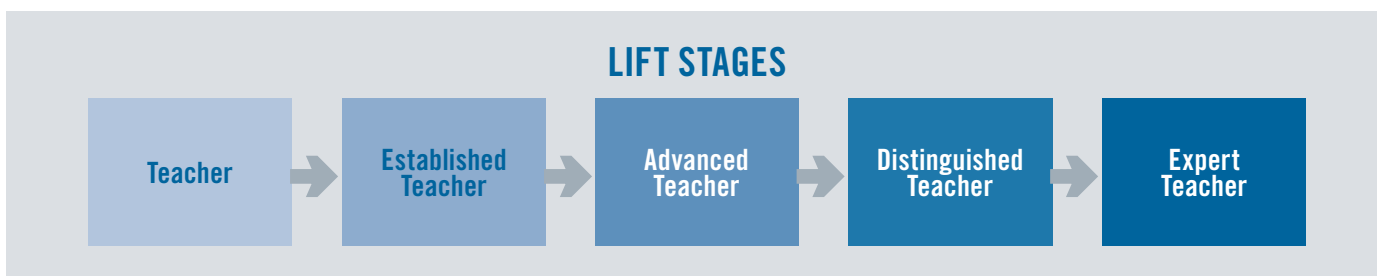 LIFT STAGES
Teacher
Established
Teacher
Advanced
Teacher
Distinguished
Teacher
Expert
Teacher